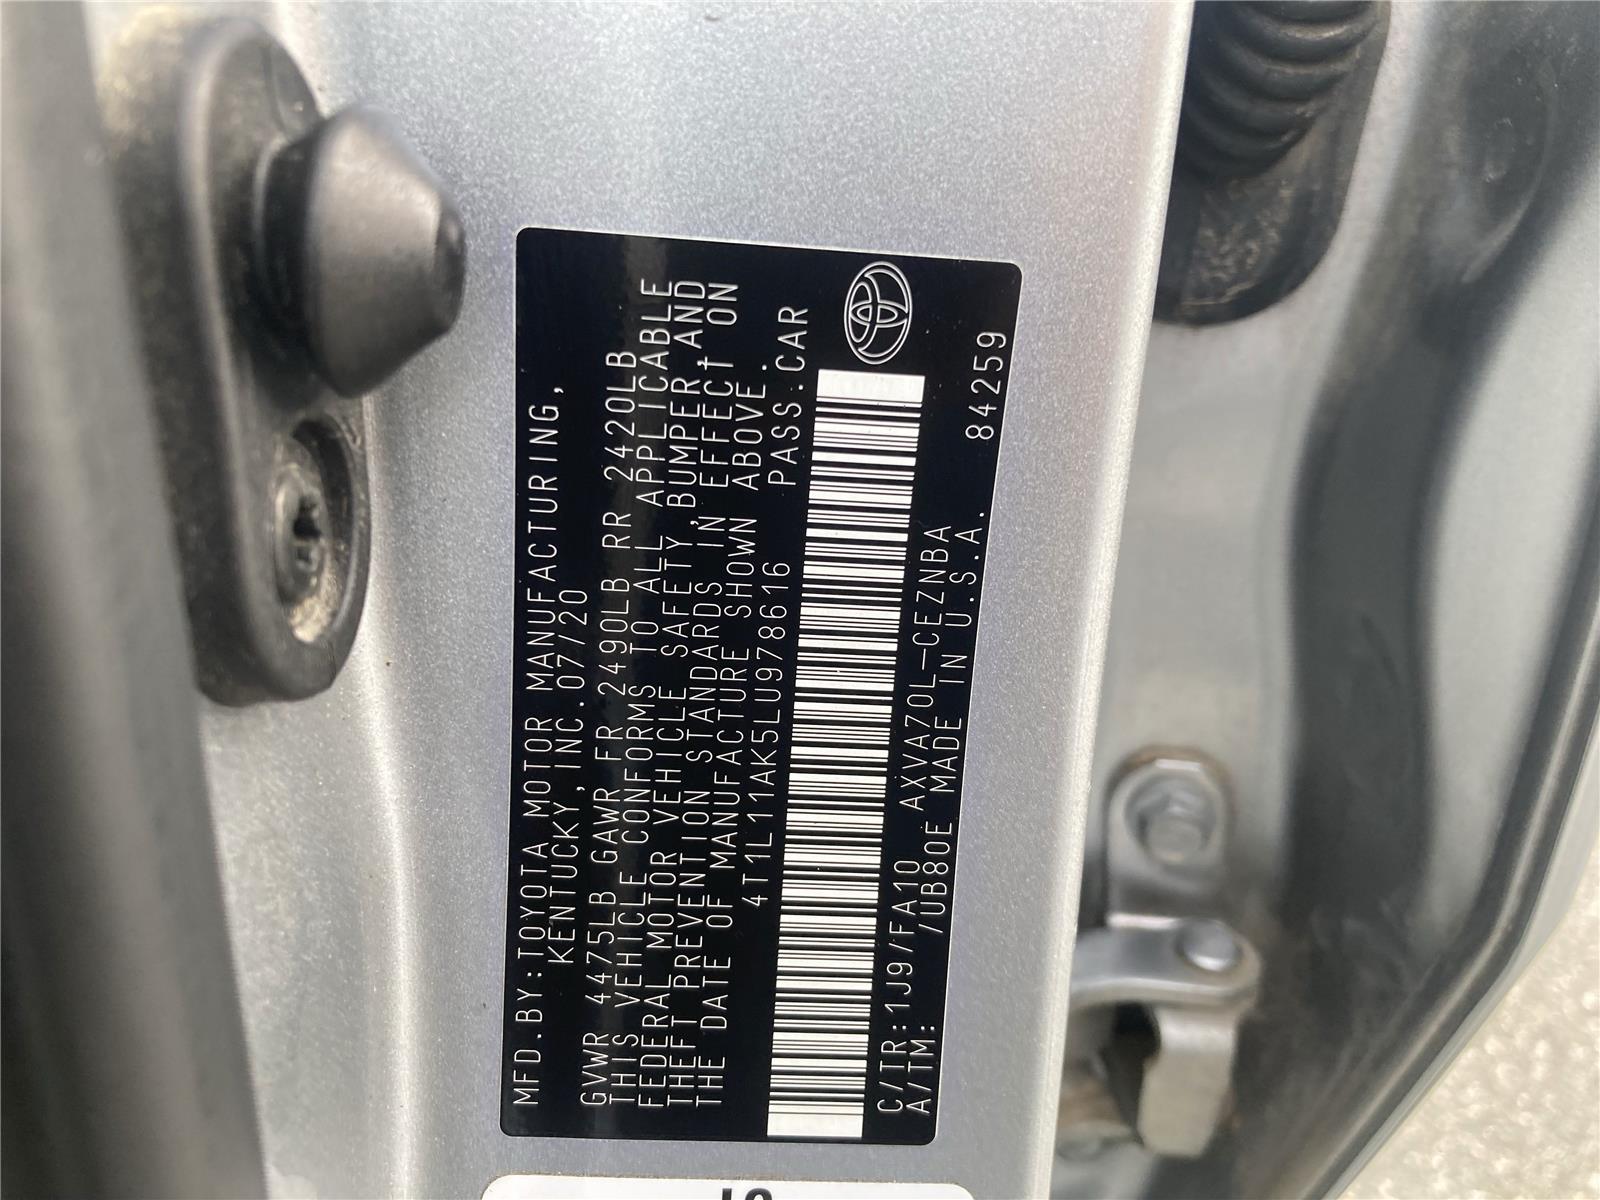 MFD.BY:TOYOTA MOTOR MANUFACTURING,
KENTUCKY, INC. 07/20
GVWR 4475LB GAWR FR 2490LB RR 2420LB
THIS VEHICLE CONFORMS TO ALL APPLICABLE
FEDERAL MOTOR VEHICLE SAFETY, BUMPER, AND
THEFT PREVENTION STANDARDS IN EFFECT ON
THE DATE OF MANUFACTURE SHOWN ABOVE.
4T1L11AK5LU978616 PASS.CAR
C/TR:1J9/FA10 AXVA70L-CEZNBA 84259
A/TM: /UB80E MADE IN U.S.A.